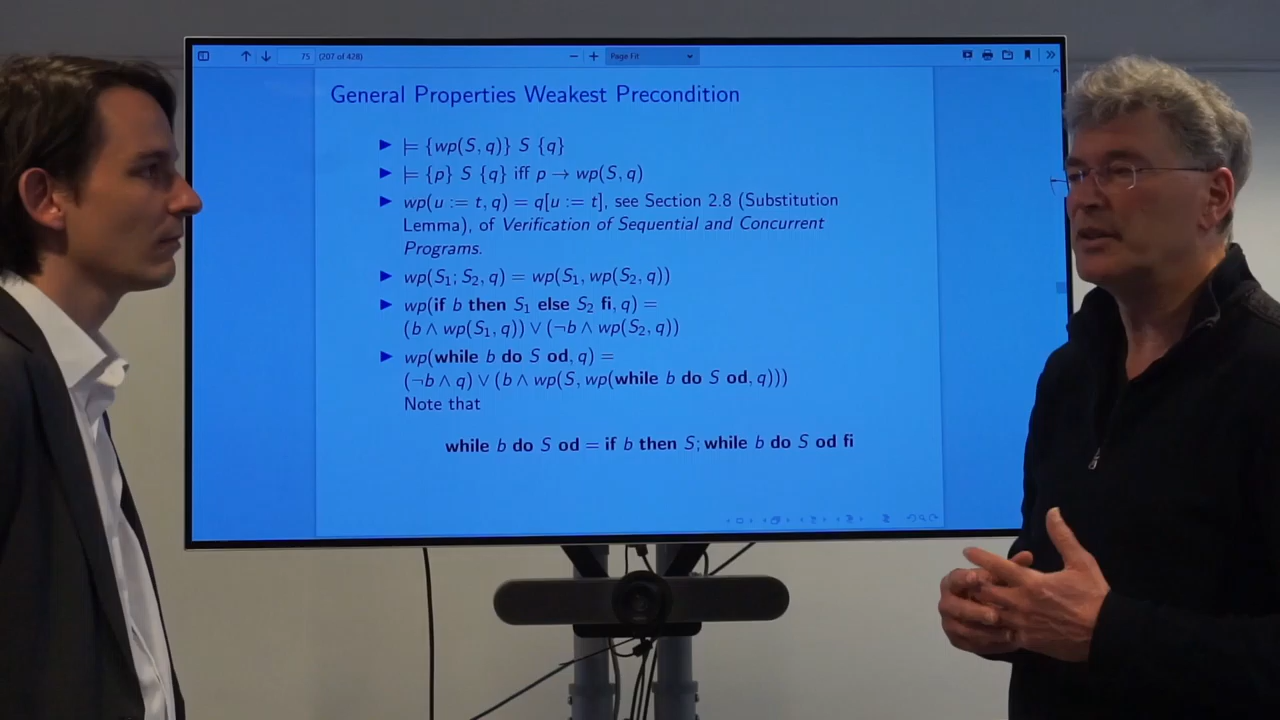 75 (207 of 428)
Page Fit
General Properties Weakest Precondition
▶ ⊨ {wp(S, q)} S {q}
▶ ⊨ {p} S {q} iff p → wp(S, q)
▶ wp(u := t, q) = q[u := t], see Section 2.8 (Substitution
Lemma), of Verification of Sequential and Concurrent
Programs.
▶ wp(S₁; S₂, q) = wp(S₁, wp(S₂, q))
▶ wp(if b then S₁ else S₂ fi, q) =
(b ∧ wp(S₁, q)) ∨ (¬b ∧ wp(S₂, q))
▶ wp(while b do S od, q) =
(¬b ∧ q) ∨ (b ∧ wp(S, wp(while b do S od, q)))
Note that
while b do S od = if b then S; while b do S od fi